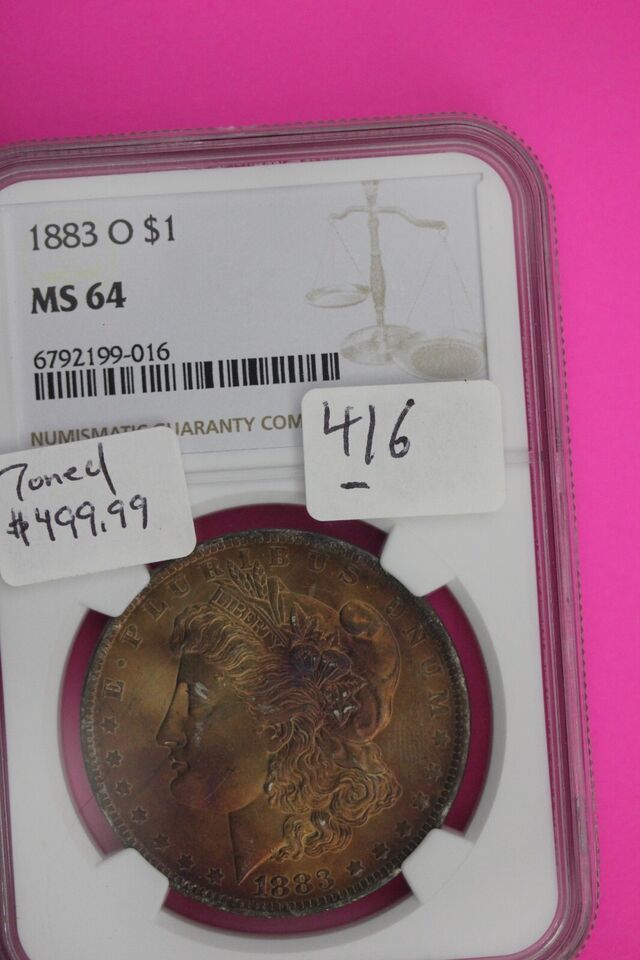 1883 O $1
MS 64
6792199-016
NUMISMATIC GUARANTY COM
416
Toned
$499.99
E · PLURIBUS UNUM
LIBERTY
1883